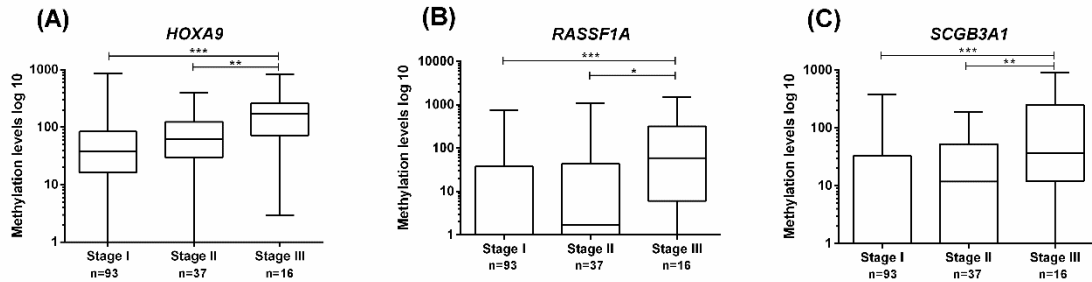 (A)
HOXA9
***
**
Methylation levels log 10
1000
100
10
1
Stage I
Stage II
Stage III
n=93
n=37
n=16
(B)
RASSF1A
***
*
Methylation levels log 10
10000
1000
100
10
1
Stage I
Stage II
Stage III
n=93
n=37
n=16
(C)
SCGB3A1
***
**
Methylation levels log 10
1000
100
10
1
Stage I
Stage II
Stage III
n=93
n=37
n=16